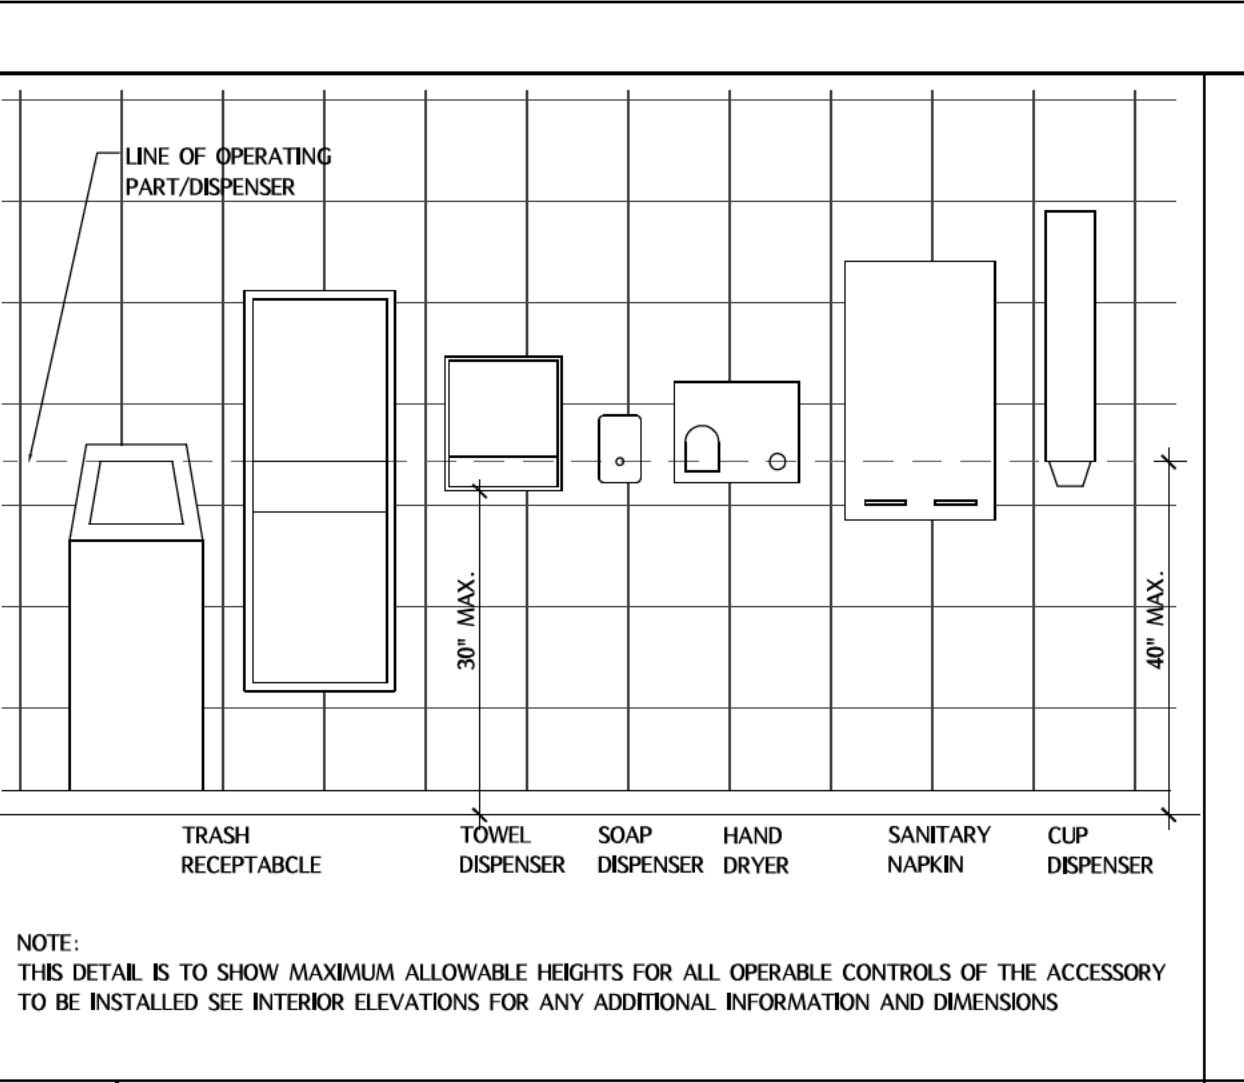 LINE OF OPERATING
PART/DISPENSER
30" MAX.
40" MAX.
TRASH
RECEPTABCLE
TOWEL
DISPENSER
SOAP
DISPENSER
HAND
DRYER
SANITARY
NAPKIN
CUP
DISPENSER
NOTE:
THIS DETAIL IS TO SHOW MAXIMUM ALLOWABLE HEIGHTS FOR ALL OPERABLE CONTROLS OF THE ACCESSORY
TO BE INSTALLED SEE INTERIOR ELEVATIONS FOR ANY ADDITIONAL INFORMATION AND DIMENSIONS